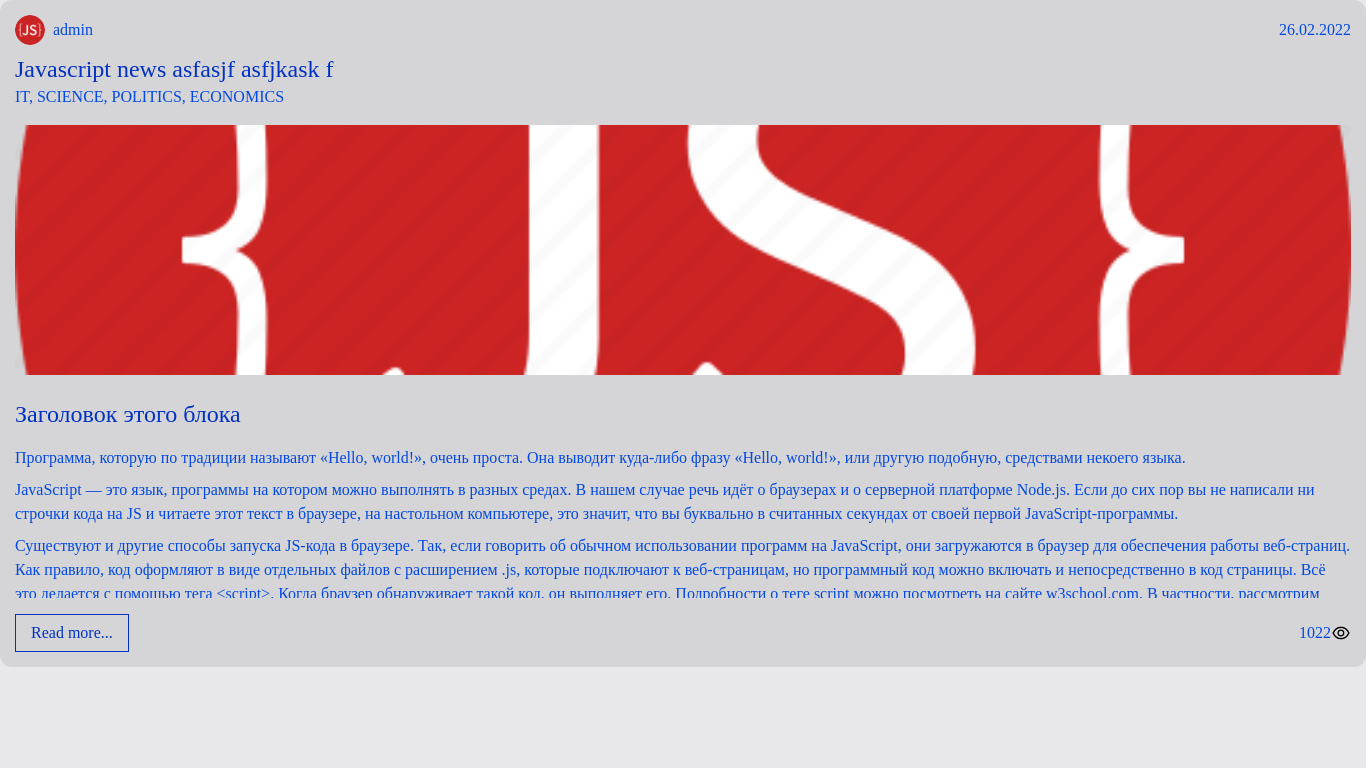 {JS} admin 26.02.2022
Javascript news asfasjf asfjkask f
IT, SCIENCE, POLITICS, ECONOMICS
{ JS }
Заголовок этого блока
Программа, которую по традиции называют «Hello, world!», очень проста. Она выводит куда-либо фразу «Hello, world!», или другую подобную, средствами некоего языка.
JavaScript — это язык, программы на котором можно выполнять в разных средах. В нашем случае речь идёт о браузерах и о серверной платформе Node.js. Если до сих пор вы не написали ни
строчки кода на JS и читаете этот текст в браузере, на настольном компьютере, это значит, что вы буквально в считанных секундах от своей первой JavaScript-программы.
Существуют и другие способы запуска JS-кода в браузере. Так, если говорить об обычном использовании программ на JavaScript, они загружаются в браузер для обеспечения работы веб-страниц.
Как правило, код оформляют в виде отдельных файлов с расширением .js, которые подключают к веб-страницам, но программный код можно включать и непосредственно в код страницы. Всё
это делается с помощью тега <script>. Когда браузер обнаруживает такой код, он выполняет его. Подробности о теге script можно посмотреть на сайте w3school.com. В частности, рассмотрим
Read more... 1022